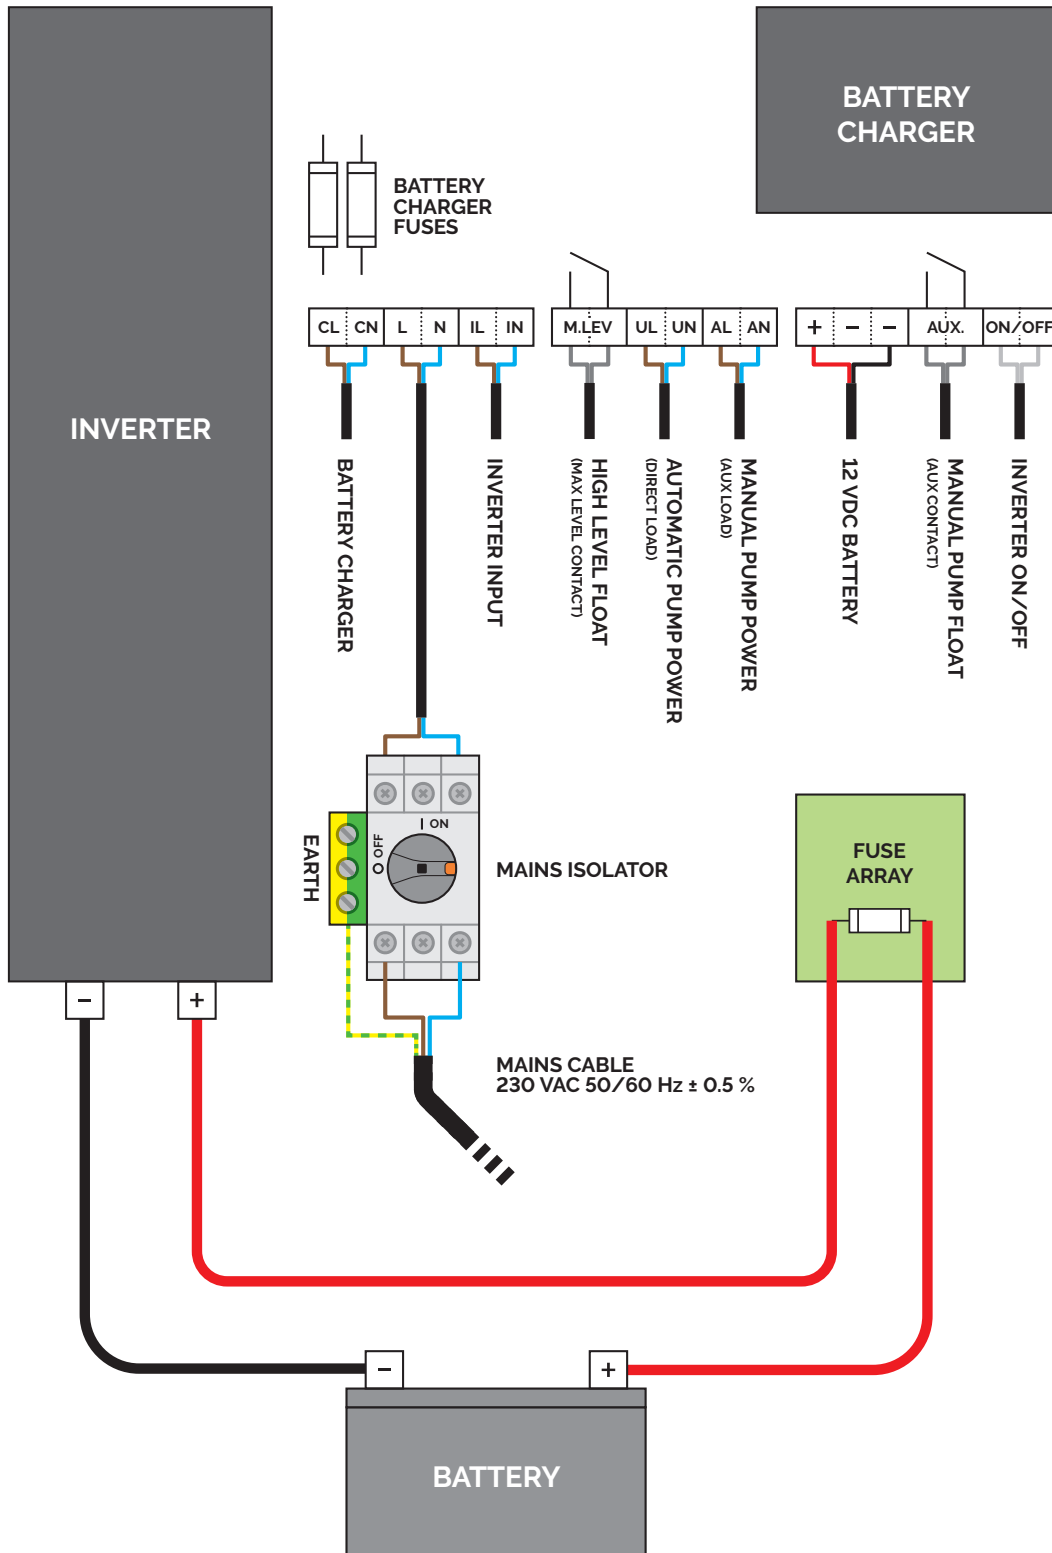 BATTERY
CHARGER
BATTERY
CHARGER
FUSES
CL CN L N IL IN M.LEV UL UN AL AN + − − AUX. ON/OFF
INVERTER
BATTERY CHARGER
INVERTER INPUT
HIGH LEVEL FLOAT
(MAX LEVEL CONTACT)
AUTOMATIC PUMP POWER
(DIRECT LOAD)
MANUAL PUMP POWER
(AUX LOAD)
12 VDC BATTERY
MANUAL PUMP FLOAT
(AUX CONTACT)
INVERTER ON/OFF
I ON
O OFF
EARTH
MAINS ISOLATOR
FUSE
ARRAY
− +
MAINS CABLE
230 VAC 50/60 Hz ± 0.5 %
− +
BATTERY